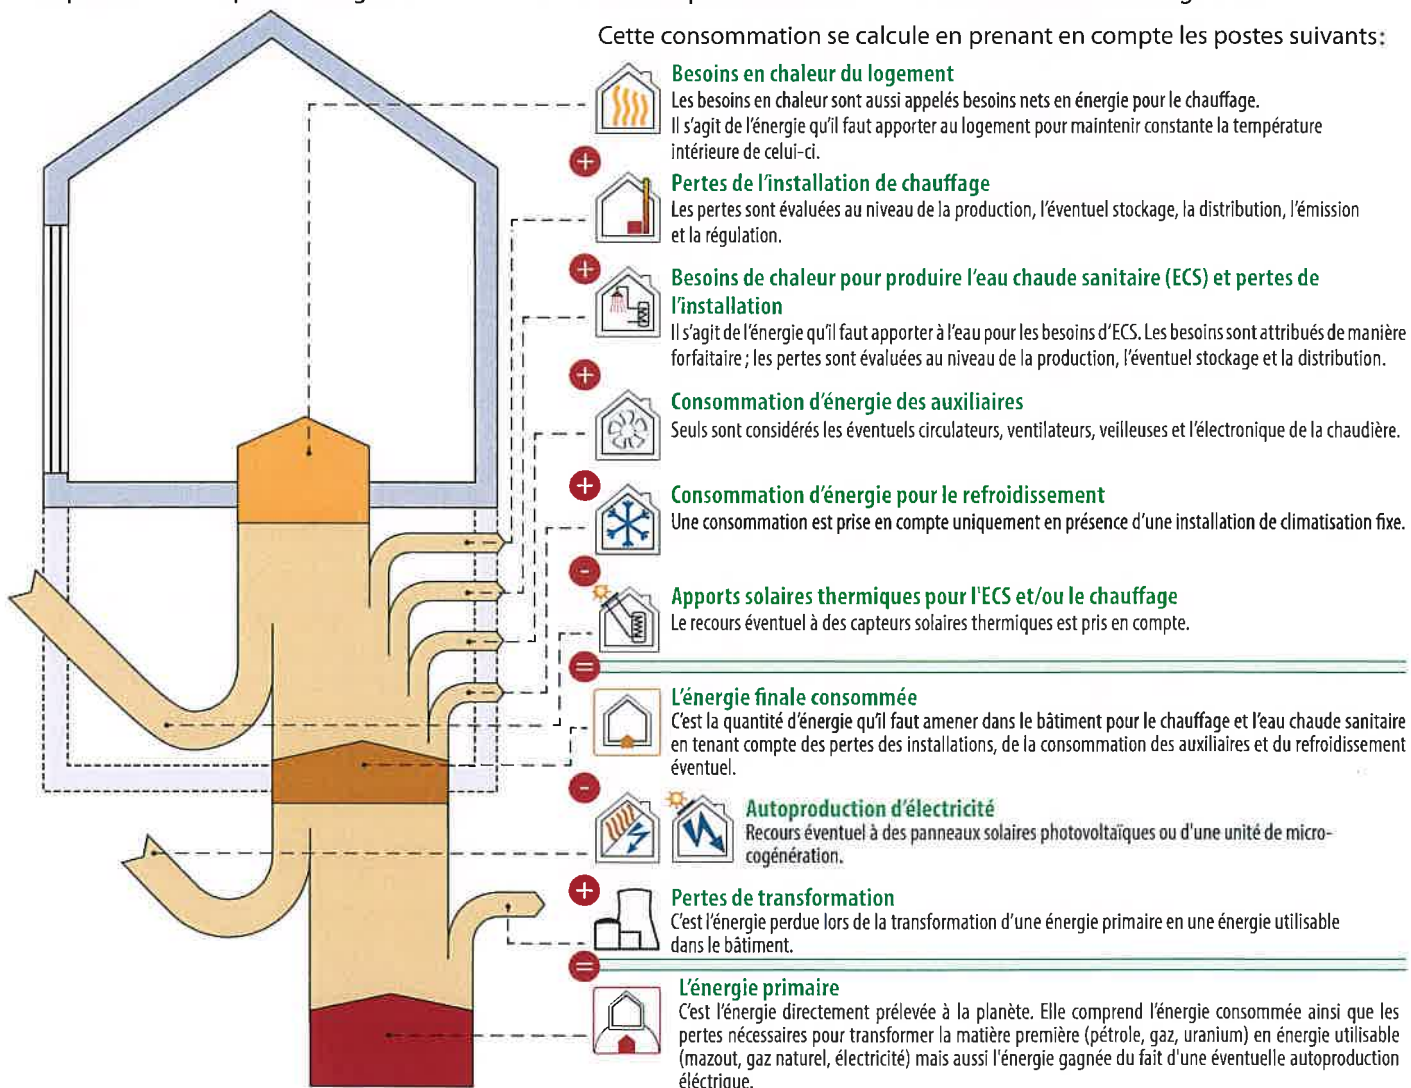 Cette consommation se calcule en prenant en compte les postes suivants:
Besoins en chaleur du logement
Les besoins en chaleur sont aussi appelés besoins nets en énergie pour le chauffage.
Il s'agit de l'énergie qu'il faut apporter au logement pour maintenir constante la température
intérieure de celui-ci.
+
Pertes de l'installation de chauffage
Les pertes sont évaluées au niveau de la production, l'éventuel stockage, la distribution, l'émission
et la régulation.
+
Besoins de chaleur pour produire l'eau chaude sanitaire (ECS) et pertes de
l'installation
Il s'agit de l'énergie qu'il faut apporter à l'eau pour les besoins d'ECS. Les besoins sont attribués de manière
forfaitaire ; les pertes sont évaluées au niveau de la production, l'éventuel stockage et la distribution.
+
Consommation d'énergie des auxiliaires
Seuls sont considérés les éventuels circulateurs, ventilateurs, veilleuses et l'électronique de la chaudière.
+
Consommation d'énergie pour le refroidissement
Une consommation est prise en compte uniquement en présence d'une installation de climatisation fixe.
-
Apports solaires thermiques pour l'ECS et/ou le chauffage
Le recours éventuel à des capteurs solaires thermiques est pris en compte.
=
L'énergie finale consommée
C'est la quantité d'énergie qu'il faut amener dans le bâtiment pour le chauffage et l'eau chaude sanitaire
en tenant compte des pertes des installations, de la consommation des auxiliaires et du refroidissement
éventuel.
-
Autoproduction d'électricité
Recours éventuel à des panneaux solaires photovoltaïques ou d'une unité de micro-
cogénération.
+
Pertes de transformation
C'est l'énergie perdue lors de la transformation d'une énergie primaire en une énergie utilisable
dans le bâtiment.
=
L'énergie primaire
C'est l'énergie directement prélevée à la planète. Elle comprend l'énergie consommée ainsi que les
pertes nécessaires pour transformer la matière première (pétrole, gaz, uranium) en énergie utilisable
(mazout, gaz naturel, électricité) mais aussi l'énergie gagnée du fait d'une éventuelle autoproduction
éléctrique.